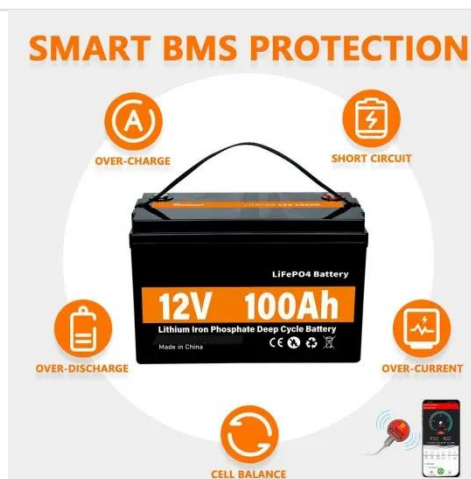 SMART BMS PROTECTION
A
OVER-CHARGE
SHORT CIRCUIT
LiFePO4 Battery
12V 100Ah
Lithium Iron Phosphate Deep Cycle Battery
Made in China
CE
OVER-DISCHARGE
OVER-CURRENT
CELL BALANCE